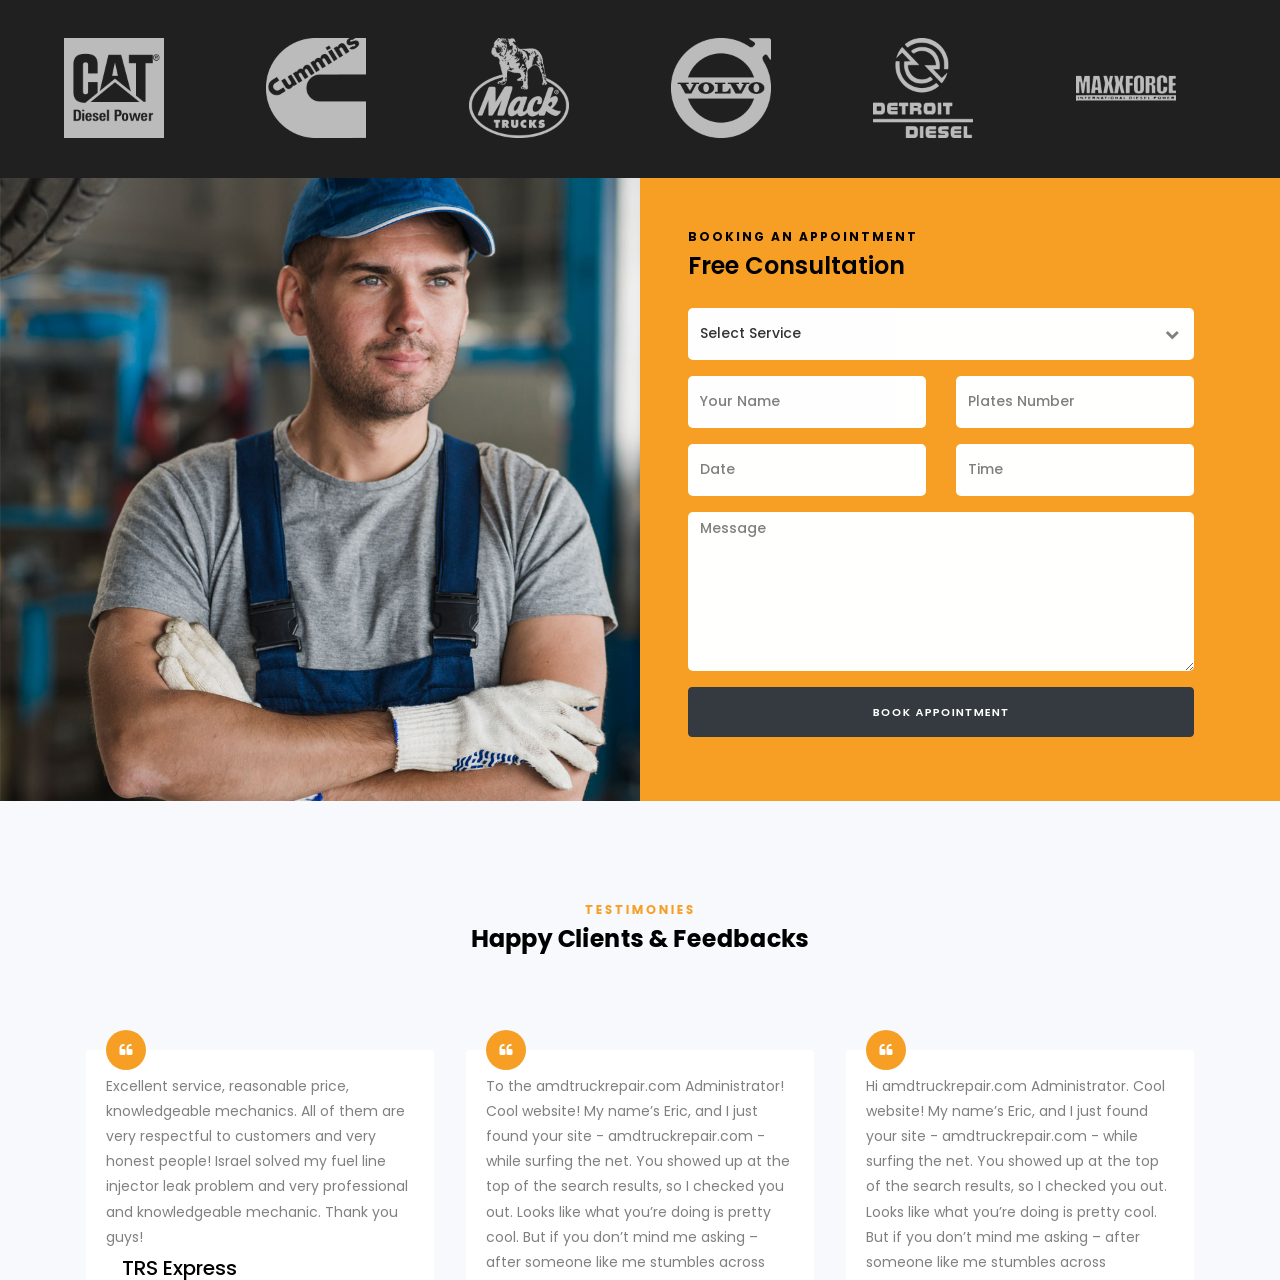 CAT®
Diesel Power
Cummins
Mack®
TRUCKS
VOLVO
DETROIT
DIESEL
MAXXFORCE
INTERNATIONAL DIESEL POWER
BOOKING AN APPOINTMENT
Free Consultation
Select Service
Your Name
Plates Number
Date
Time
Message
BOOK APPOINTMENT
TESTIMONIES
Happy Clients & Feedbacks
Excellent service, reasonable price,
knowledgeable mechanics. All of them are
very respectful to customers and very
honest people! Israel solved my fuel line
injector leak problem and very professional
and knowledgeable mechanic. Thank you
guys!
TRS Express
To the amdtruckrepair.com Administrator!
Cool website! My name’s Eric, and I just
found your site - amdtruckrepair.com -
while surfing the net. You showed up at the
top of the search results, so I checked you
out. Looks like what you’re doing is pretty
cool. But if you don’t mind me asking –
after someone like me stumbles across
Hi amdtruckrepair.com Administrator. Cool
website! My name’s Eric, and I just found
your site - amdtruckrepair.com - while
surfing the net. You showed up at the top
of the search results, so I checked you out.
Looks like what you’re doing is pretty cool.
But if you don’t mind me asking – after
someone like me stumbles across